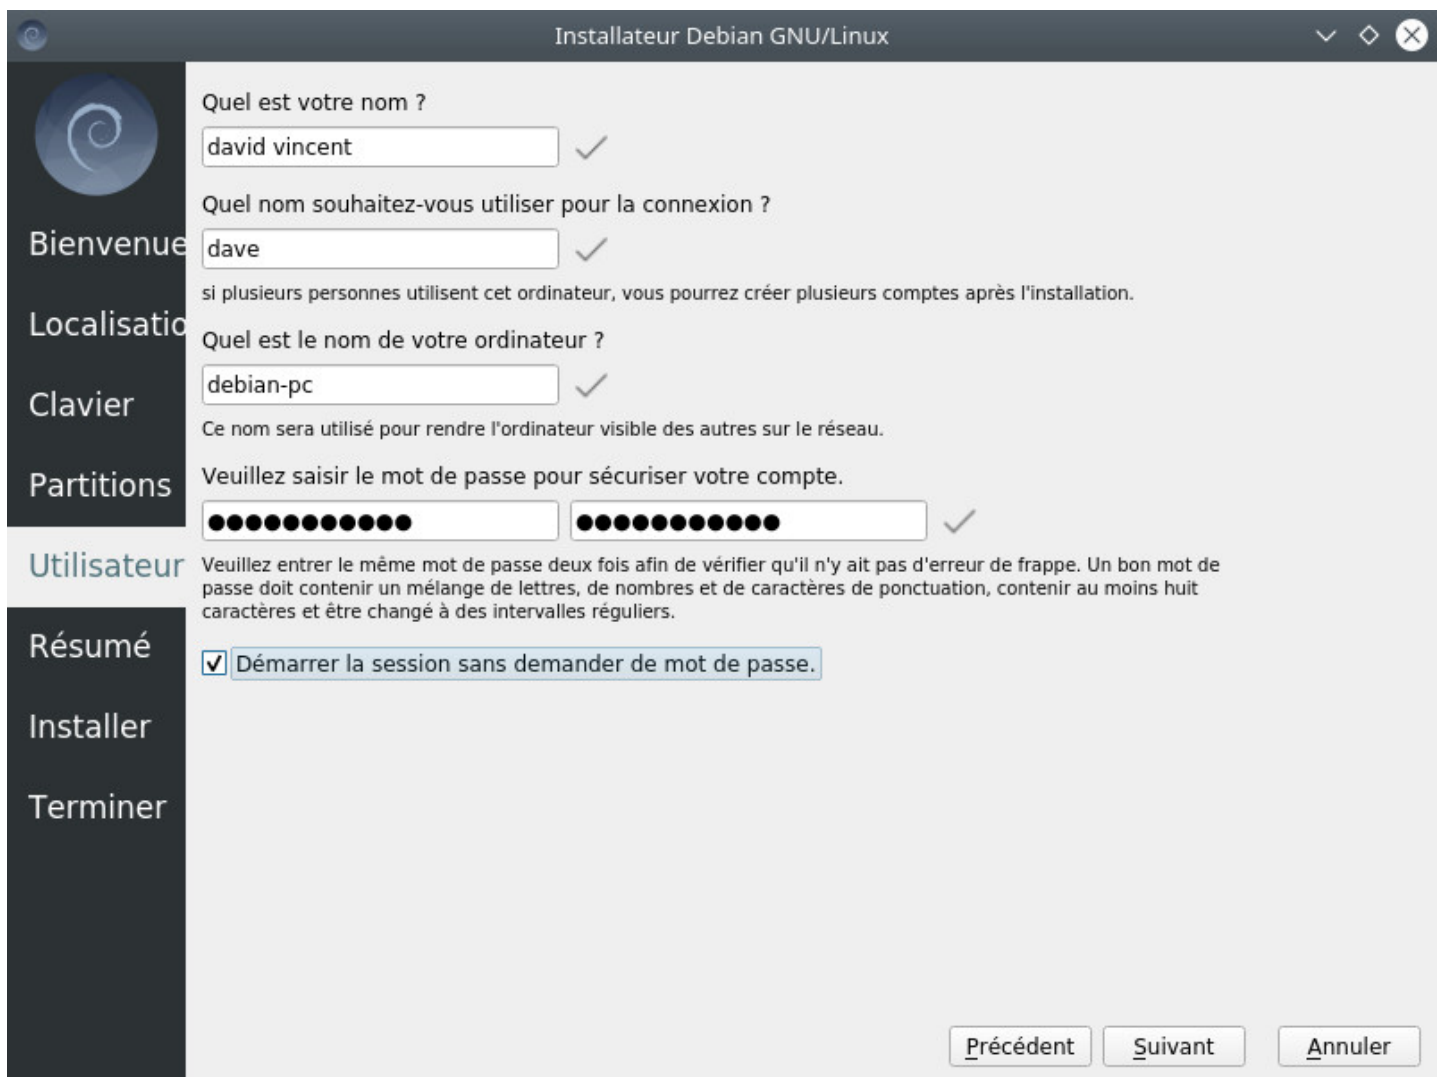 Installateur Debian GNU/Linux
Bienvenue
Localisatio
Clavier
Partitions
Utilisateur
Résumé
Installer
Terminer
Quel est votre nom ?
david vincent
Quel nom souhaitez-vous utiliser pour la connexion ?
dave
si plusieurs personnes utilisent cet ordinateur, vous pourrez créer plusieurs comptes après l'installation.
Quel est le nom de votre ordinateur ?
debian-pc
Ce nom sera utilisé pour rendre l'ordinateur visible des autres sur le réseau.
Veuillez saisir le mot de passe pour sécuriser votre compte.
●●●●●●●●●●● ●●●●●●●●●●●
Veuillez entrer le même mot de passe deux fois afin de vérifier qu'il n'y ait pas d'erreur de frappe. Un bon mot de
passe doit contenir un mélange de lettres, de nombres et de caractères de ponctuation, contenir au moins huit
caractères et être changé à des intervalles réguliers.
Démarrer la session sans demander de mot de passe.
Précédent Suivant Annuler